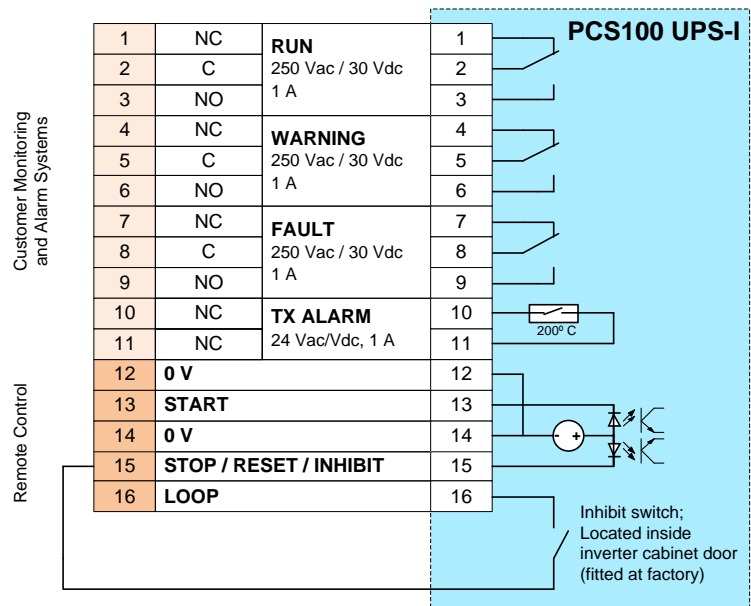 PCS100 UPS-I
Customer Monitoring
and Alarm Systems
1 NC RUN 1
2 C 250 Vac / 30 Vdc 2
3 NO 1 A 3
4 NC WARNING 4
5 C 250 Vac / 30 Vdc 5
6 NO 1 A 6
7 NC FAULT 7
8 C 250 Vac / 30 Vdc 8
9 NO 1 A 9
10 NC TX ALARM 10
200º C
11 NC 24 Vac/Vdc, 1 A 11
Remote Control
12 0 V 12
13 START 13
14 0 V 14
- +
15 STOP / RESET / INHIBIT 15
16 LOOP 16
Inhibit switch;
Located inside
inverter cabinet door
(fitted at factory)